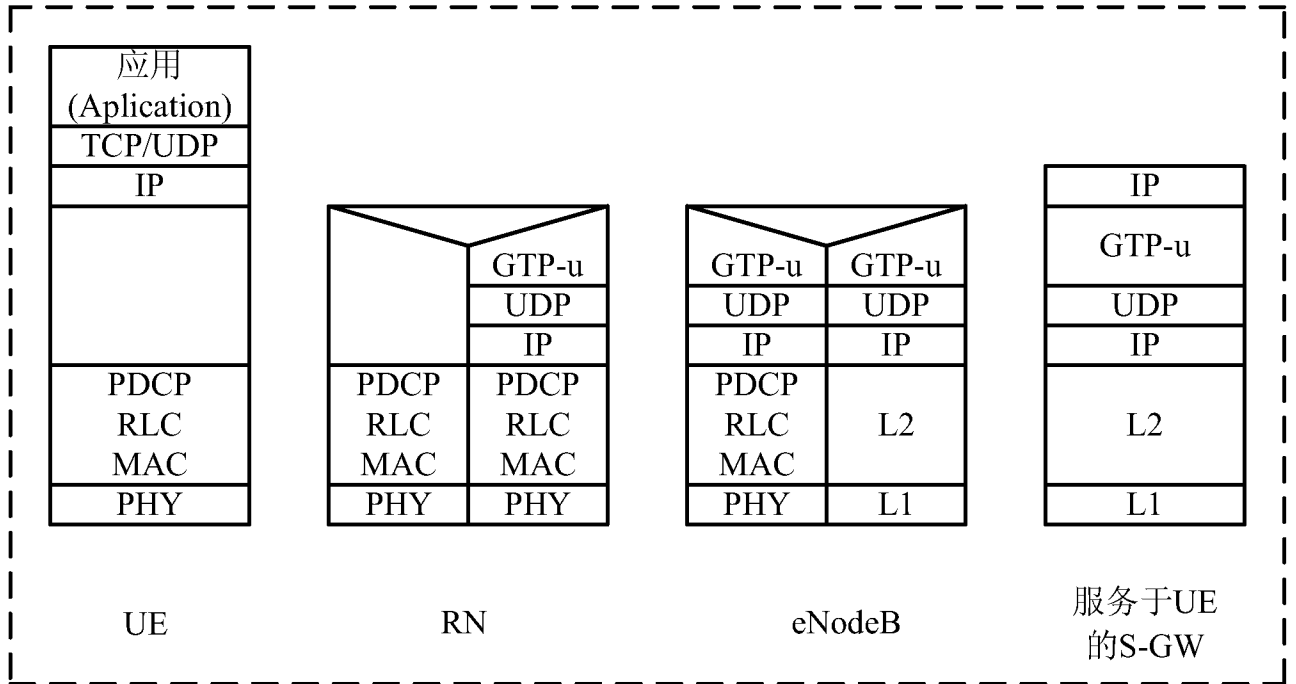 应用
(Aplication)
TCP/UDP
IP
PDCP
RLC
MAC
PHY
UE
GTP-u
UDP
IP
PDCP PDCP
RLC RLC
MAC MAC
PHY PHY
RN
GTP-u GTP-u
UDP UDP
IP IP
PDCP
RLC L2
MAC
PHY L1
eNodeB
IP
GTP-u
UDP
IP
L2
L1
服务于UE
的S-GW